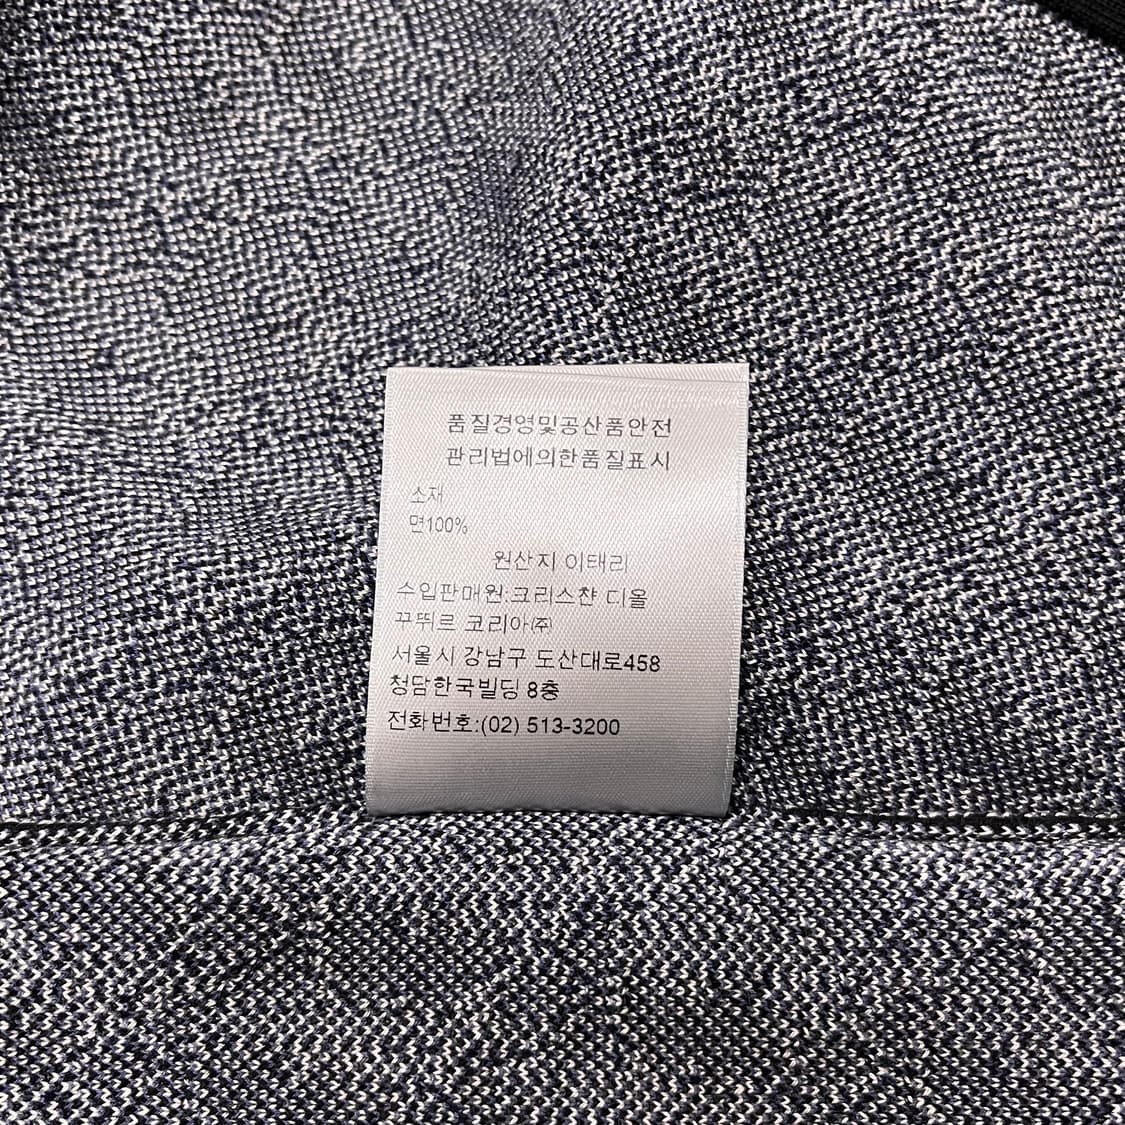 품질경영및공산품안전
관리법에의한품질표시
소재
면100%
원산지 이태리
수입판매원:크리스챤 디올
꾸뛰르 코리아㈜
서울시 강남구 도산대로458
청담한국빌딩 8층
전화번호:(02) 513-3200